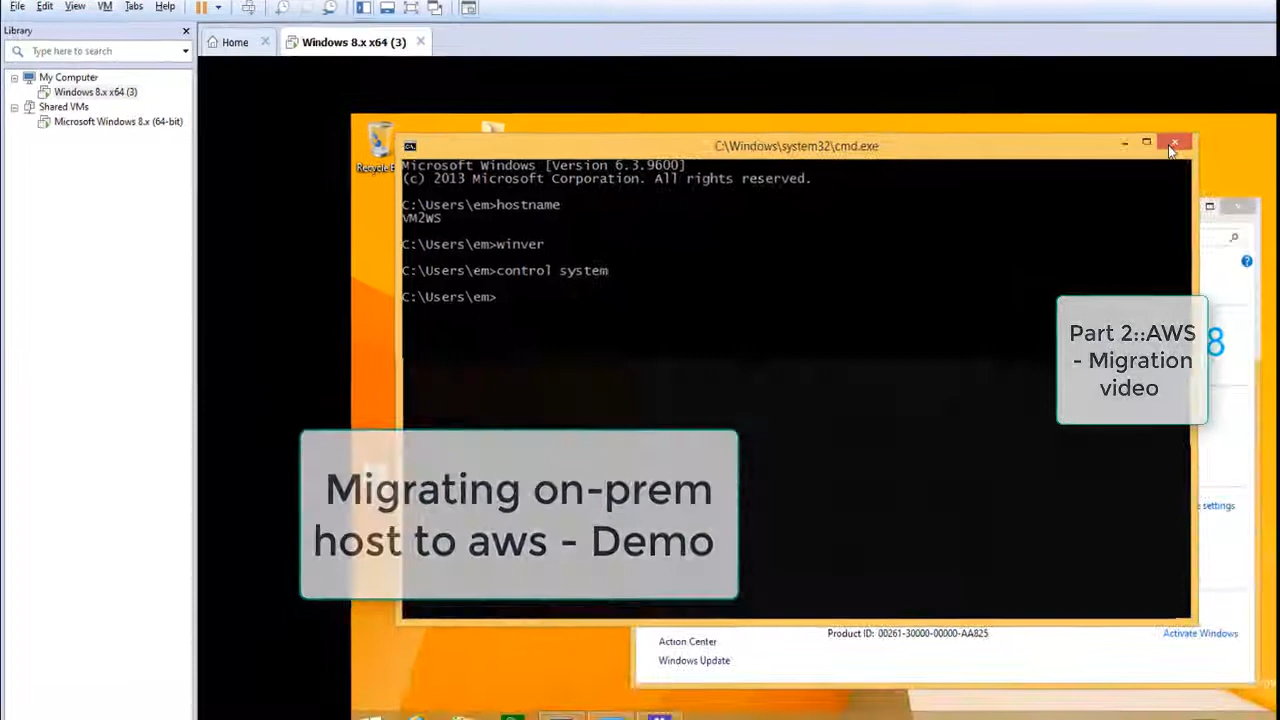 File Edit View VM Tabs Help
Library
Type here to search
Home
Windows 8.x x64 (3)
My Computer
Windows 8.x x64 (3)
Shared VMs
Microsoft Windows 8.x (64-bit)
C:\Windows\system32\cmd.exe
Microsoft Windows [Version 6.3.9600]
(c) 2013 Microsoft Corporation. All rights reserved.
C:\Users\em>hostname
VM2WS
C:\Users\em>winver
C:\Users\em>control system
C:\Users\em>
Part 2::AWS
- Migration
video
8
Migrating on-prem
host to aws - Demo
settings
Action Center
Product ID: 00261-30000-00000-AA825
Activate Windows
Windows Update